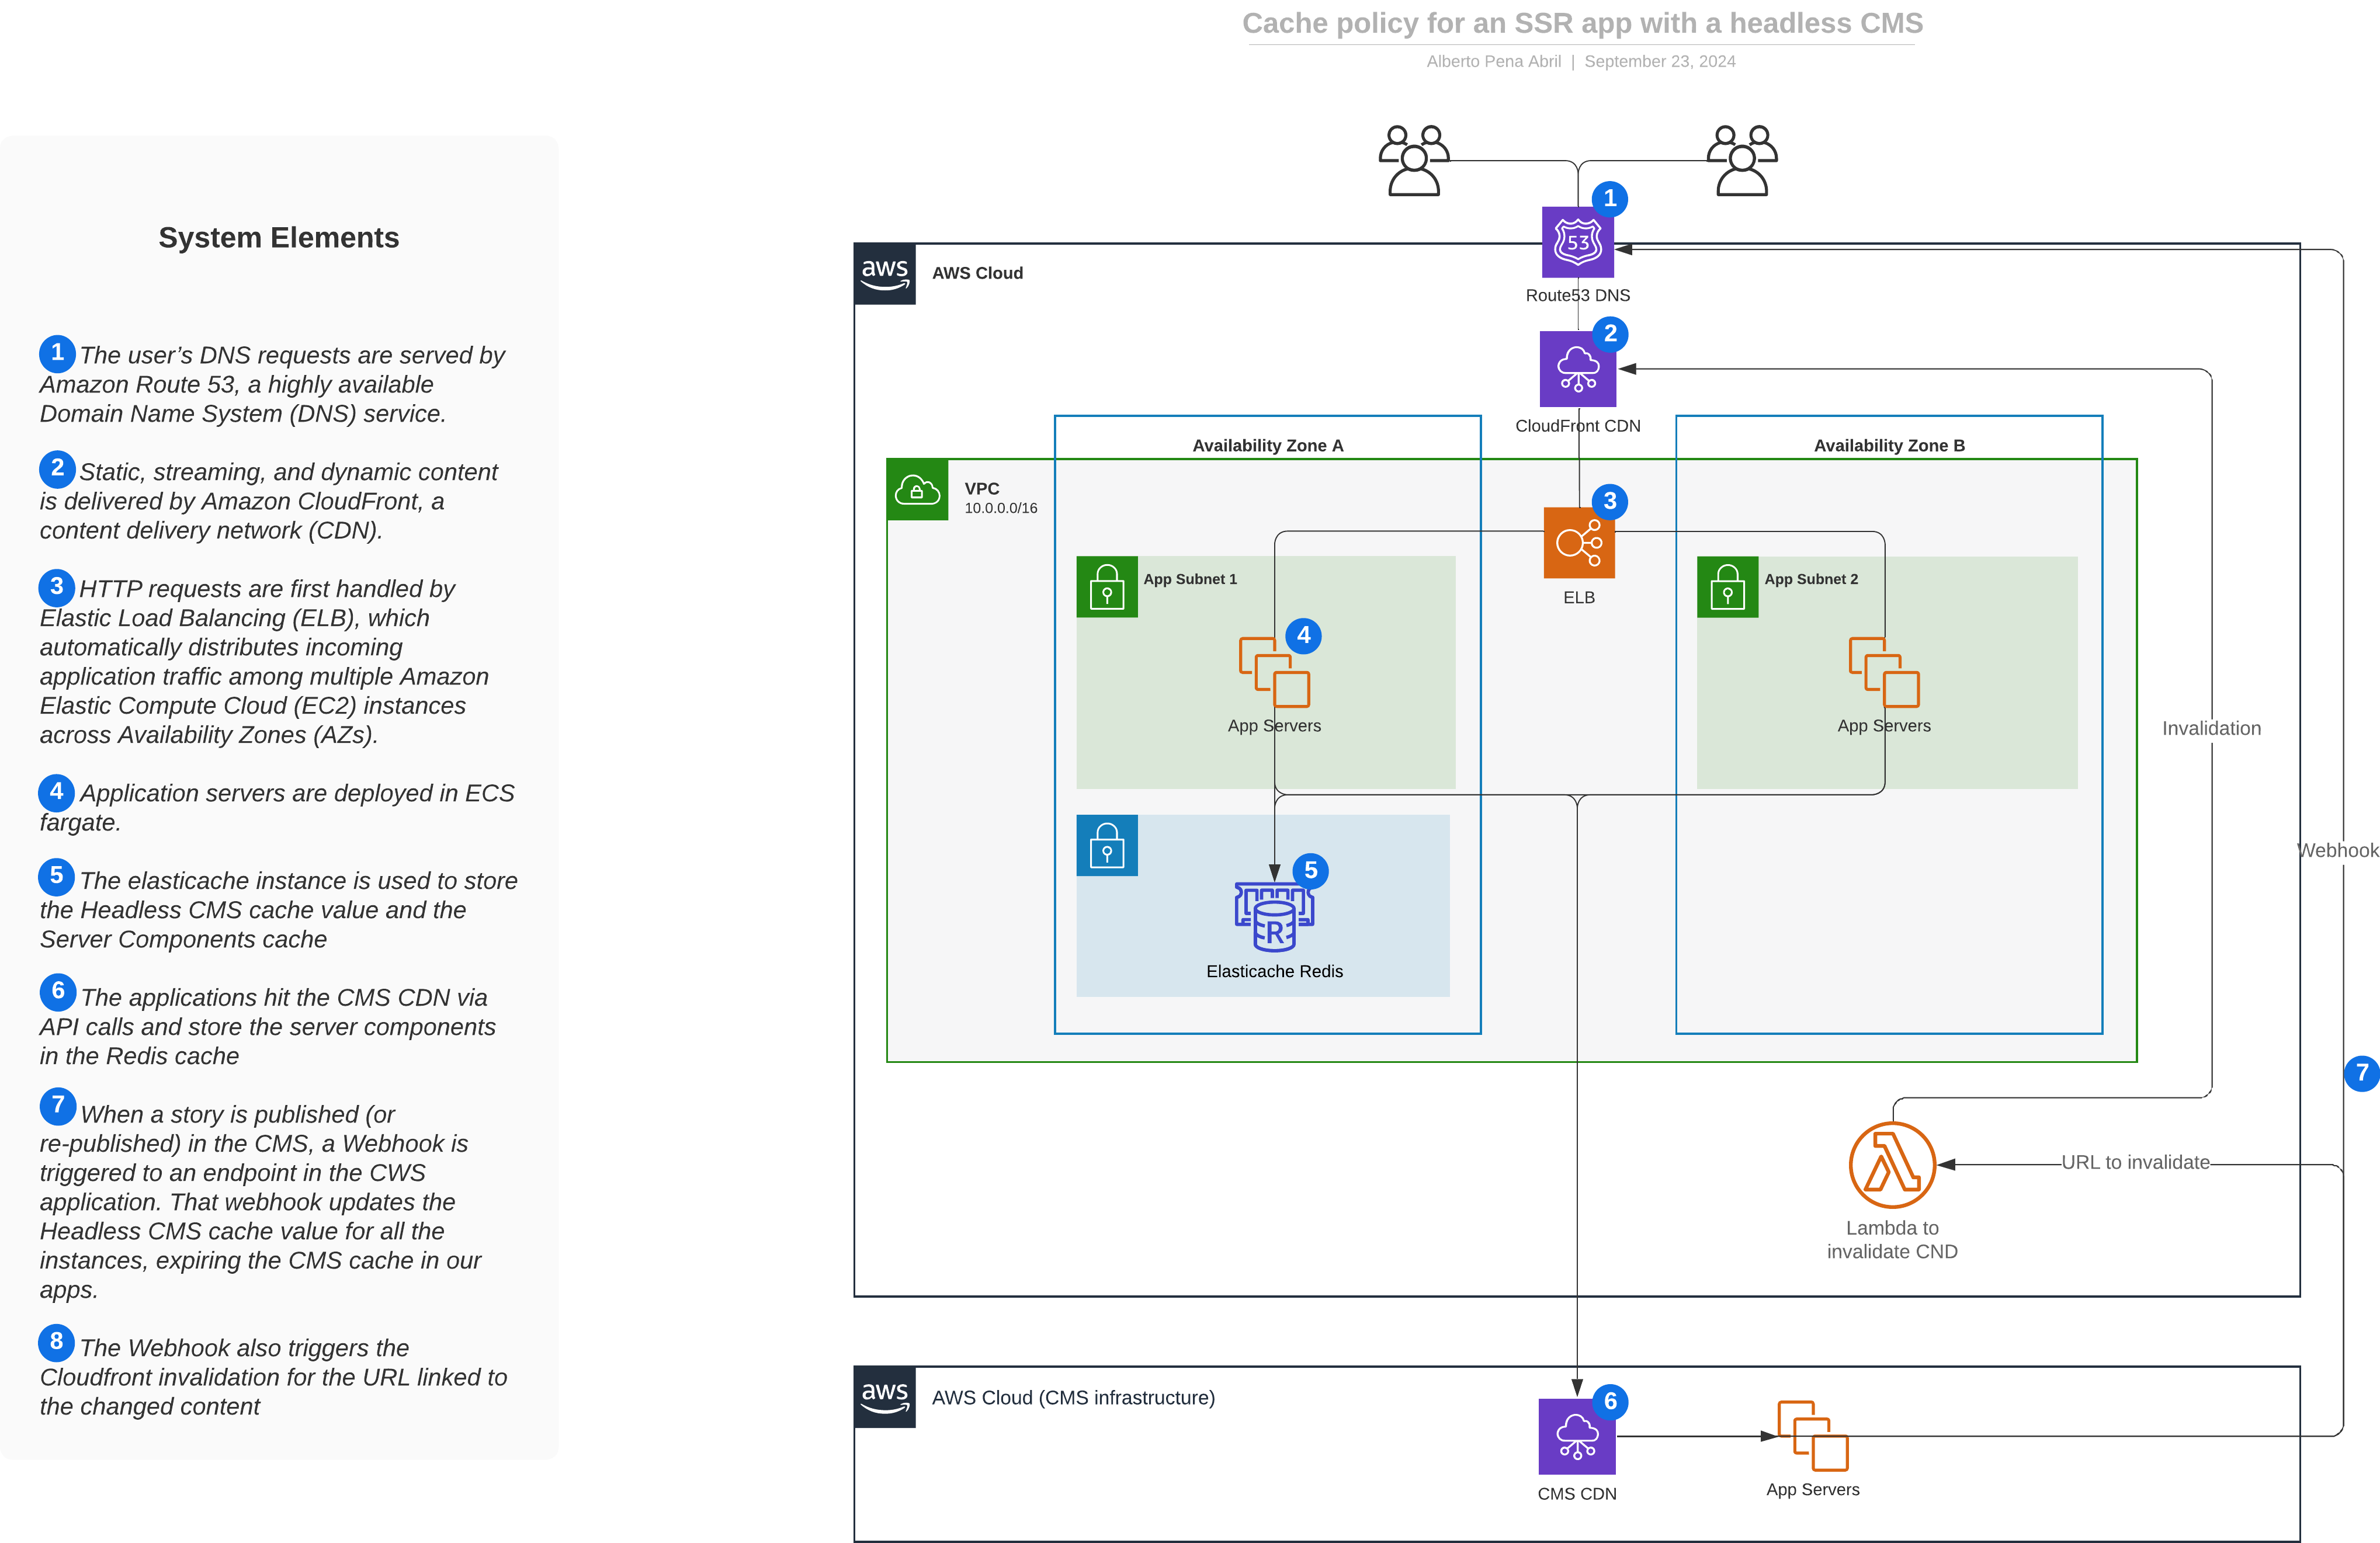 Cache policy for an SSR app with a headless CMS
Alberto Pena Abril | September 23, 2024
System Elements
1 The user’s DNS requests are served by
Amazon Route 53, a highly available
Domain Name System (DNS) service.
2 Static, streaming, and dynamic content
is delivered by Amazon CloudFront, a
content delivery network (CDN).
3 HTTP requests are first handled by
Elastic Load Balancing (ELB), which
automatically distributes incoming
application traffic among multiple Amazon
Elastic Compute Cloud (EC2) instances
across Availability Zones (AZs).
4 Application servers are deployed in ECS
fargate.
5 The elasticache instance is used to store
the Headless CMS cache value and the
Server Components cache
6 The applications hit the CMS CDN via
API calls and store the server components
in the Redis cache
7 When a story is published (or
re-published) in the CMS, a Webhook is
triggered to an endpoint in the CWS
application. That webhook updates the
Headless CMS cache value for all the
instances, expiring the CMS cache in our
apps.
8 The Webhook also triggers the
Cloudfront invalidation for the URL linked to
the changed content
1
53
Route53 DNS
aws
AWS Cloud
2
CloudFront CDN
Availability Zone A
Availability Zone B
VPC
10.0.0.0/16
3
ELB
App Subnet 1
App Subnet 2
4
App Servers
App Servers
Invalidation
Webhook
5
R
Elasticache Redis
7
URL to invalidate
Lambda to
invalidate CND
aws
AWS Cloud (CMS infrastructure)
6
CMS CDN
App Servers